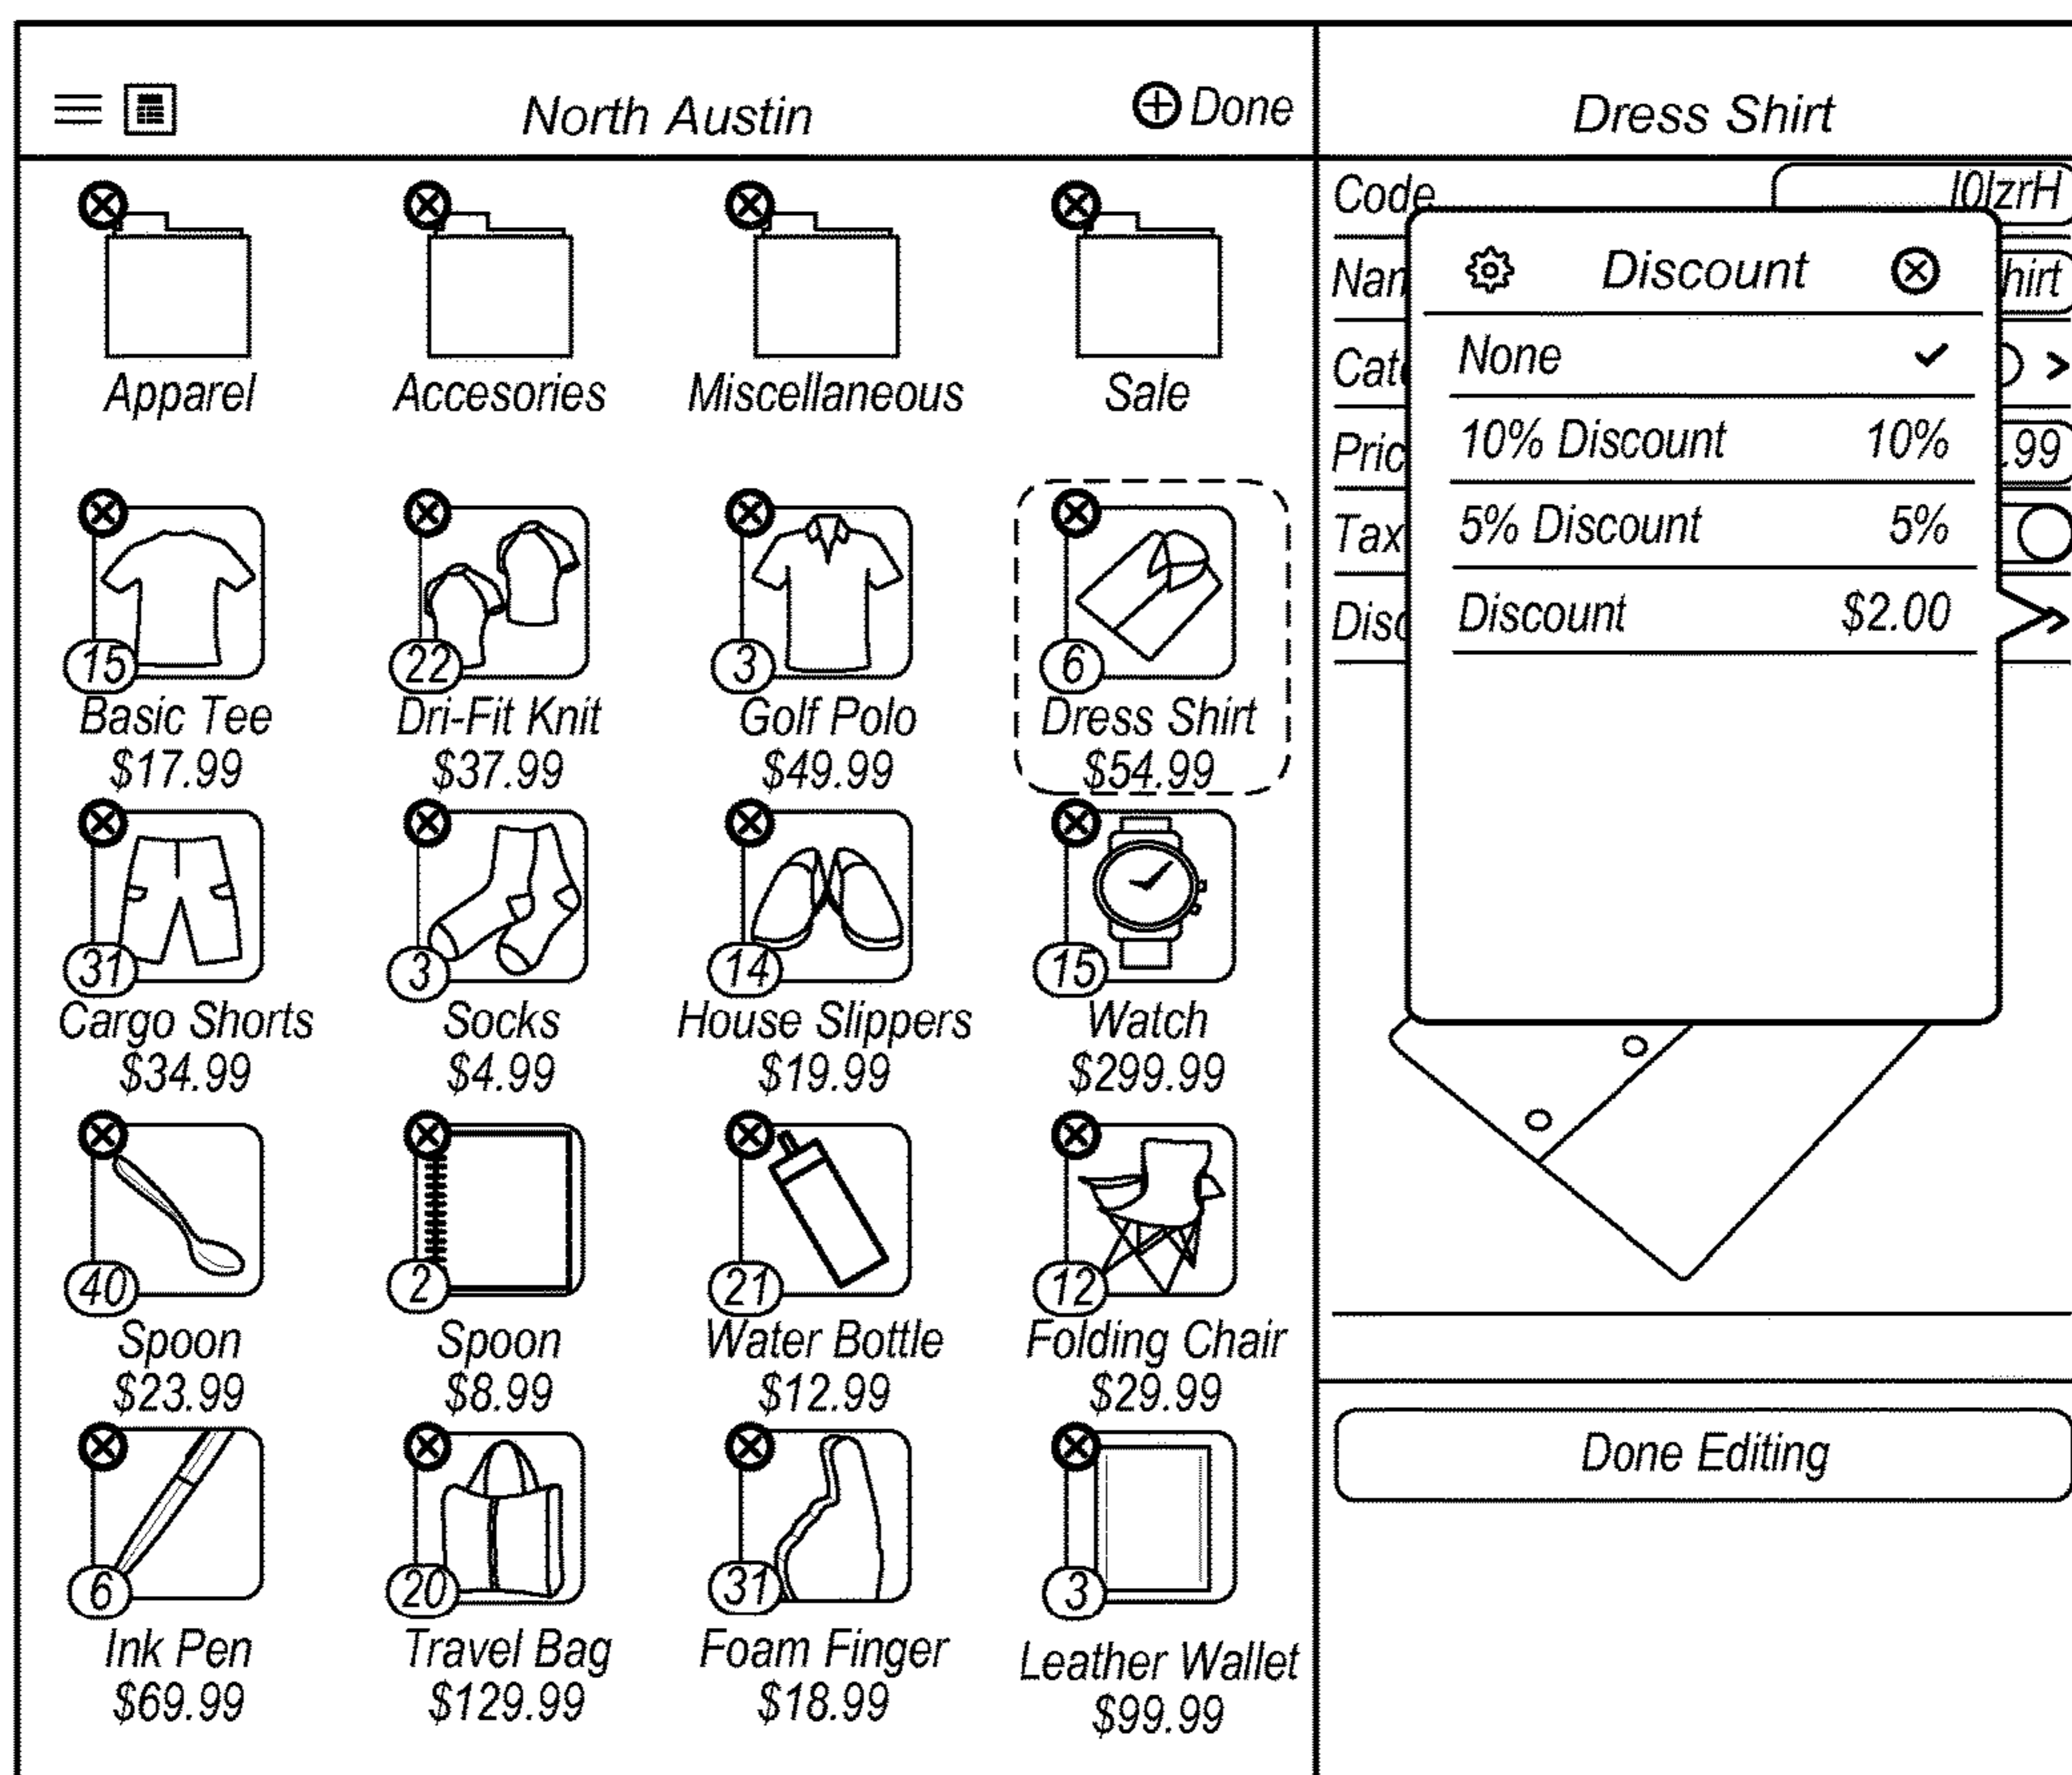 North Austin
Done
Apparel
Accesories
Miscellaneous
Sale
15
22
3
6
Basic Tee
Dri-Fit Knit
Golf Polo
Dress Shirt
$17.99
$37.99
$49.99
$54.99
31
3
14
15
Cargo Shorts
Socks
House Slippers
Watch
$34.99
$4.99
$19.99
$299.99
40
2
21
12
Spoon
Spoon
Water Bottle
Folding Chair
$23.99
$8.99
$12.99
$29.99
6
20
31
3
Ink Pen
Travel Bag
Foam Finger
Leather Wallet
$69.99
$129.99
$18.99
$99.99
Dress Shirt
Code
Tax
.99
Discount
None
10% Discount 10%
5% Discount 5%
Discount $2.00
Done Editing